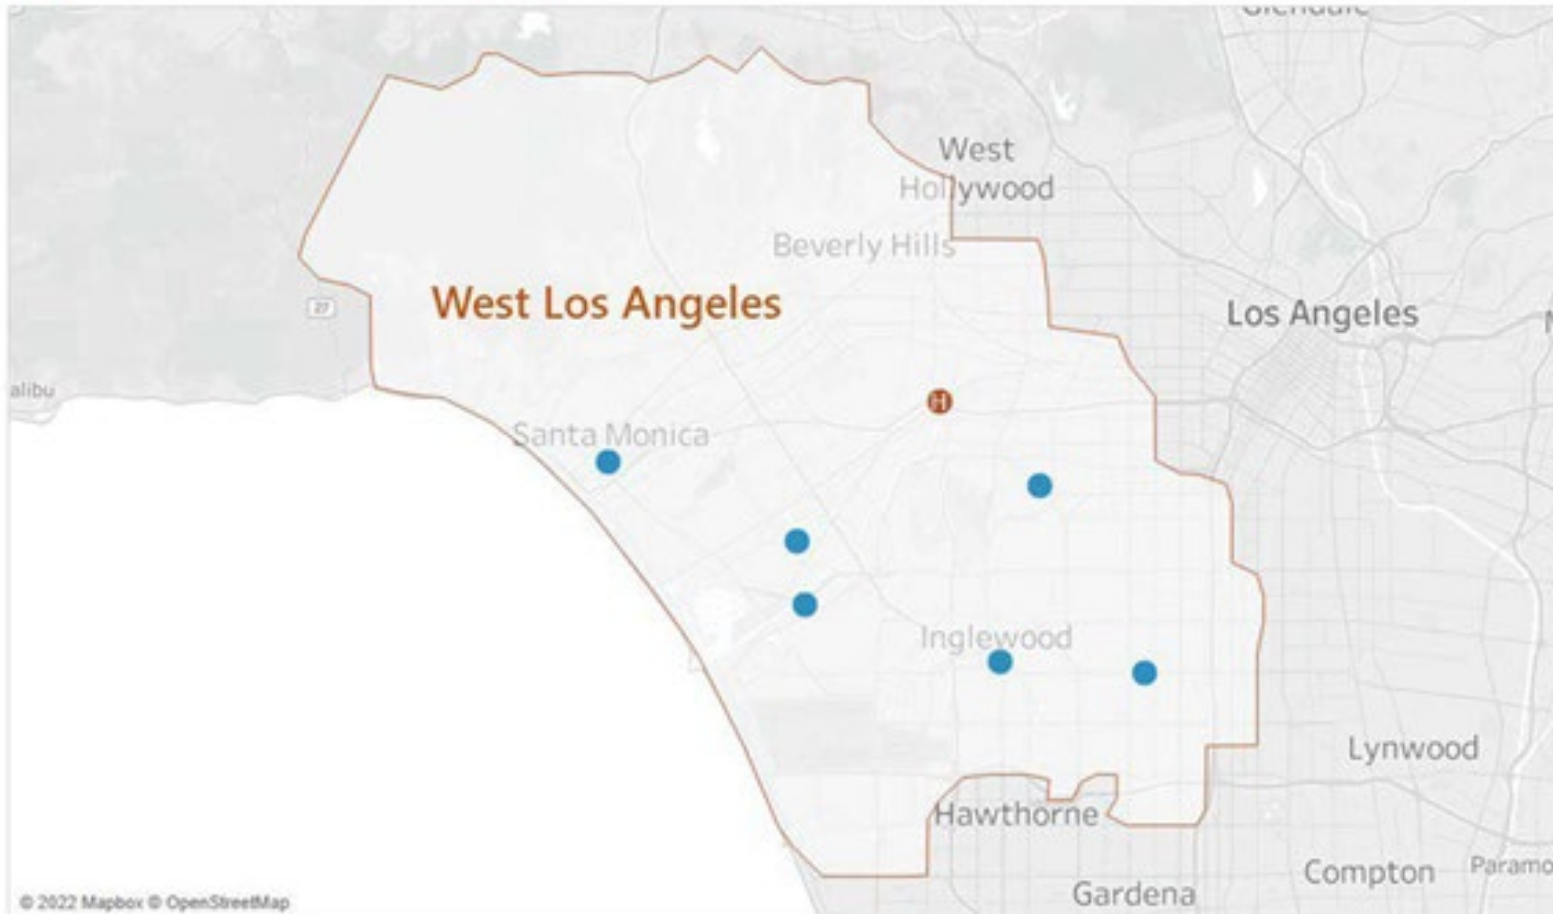 Glendale
West
Hollywood
Beverly Hills
West Los Angeles
27
Los Angeles
alibu
H
Santa Monica
Inglewood
Lynwood
Hawthorne
Compton
Paramo
Gardena
© 2022 Mapbox © OpenStreetMap